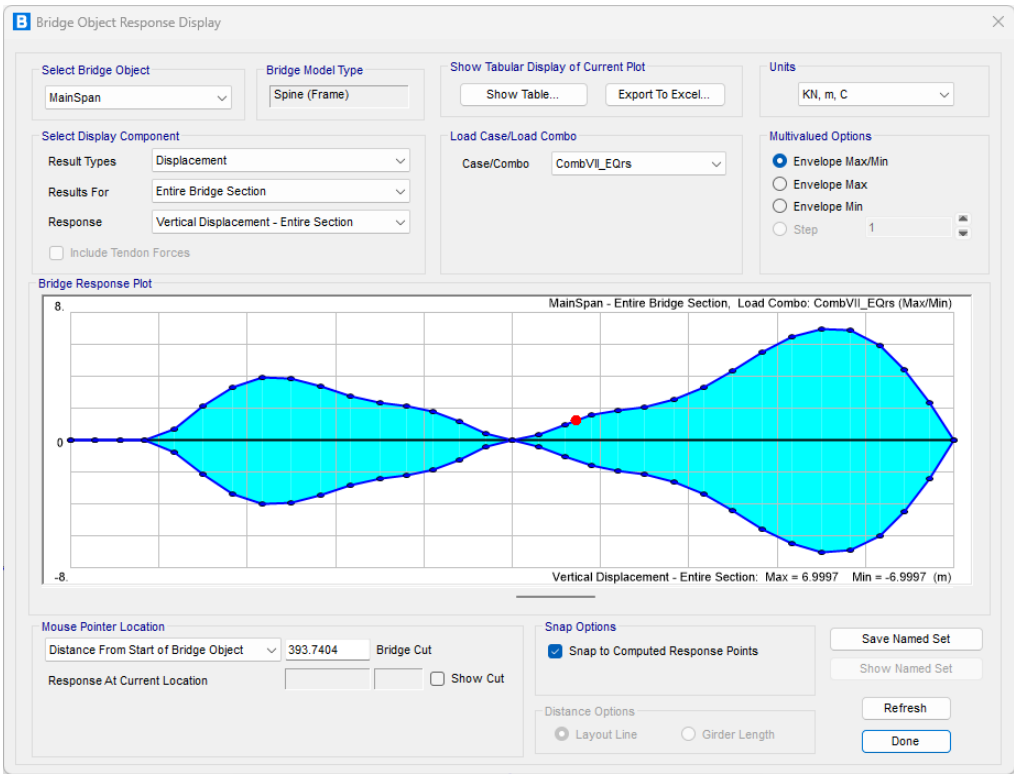 B Bridge Object Response Display
Select Bridge Object
MainSpan
Bridge Model Type
Spine (Frame)
Show Tabular Display of Current Plot
Show Table...
Export To Excel...
Units
KN, m, C
Select Display Component
Result Types
Displacement
Results For
Entire Bridge Section
Response
Vertical Displacement - Entire Section
Include Tendon Forces
Load Case/Load Combo
Case/Combo
CombVII_EQrs
Multivalued Options
Envelope Max/Min
Envelope Max
Envelope Min
Step
1
Bridge Response Plot
8.
MainSpan - Entire Bridge Section, Load Combo: CombVII_EQrs (Max/Min)
0
-8.
Vertical Displacement - Entire Section: Max = 6.9997 Min = -6.9997 (m)
Mouse Pointer Location
Distance From Start of Bridge Object
393.7404
Bridge Cut
Response At Current Location
Show Cut
Snap Options
Snap to Computed Response Points
Distance Options
Layout Line
Girder Length
Save Named Set
Show Named Set
Refresh
Done